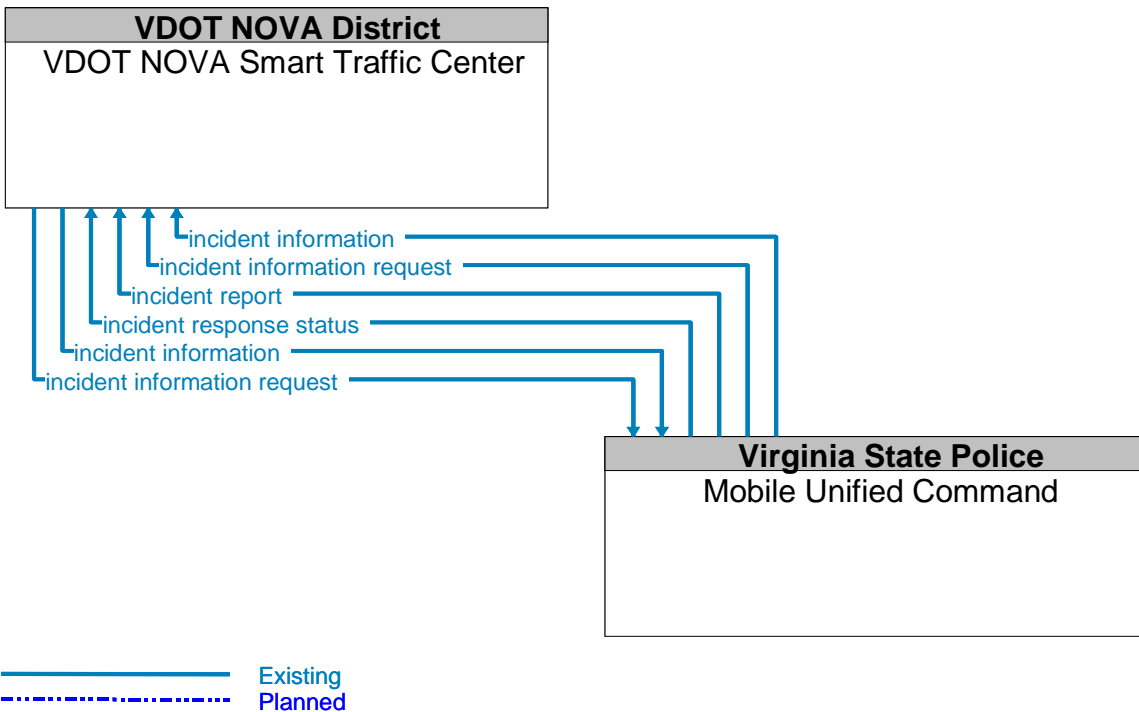 VDOT NOVA District
VDOT NOVA Smart Traffic Center
incident information
incident information request
incident report
incident response status
incident information
incident information request
Virginia State Police
Mobile Unified Command
Existing
Planned